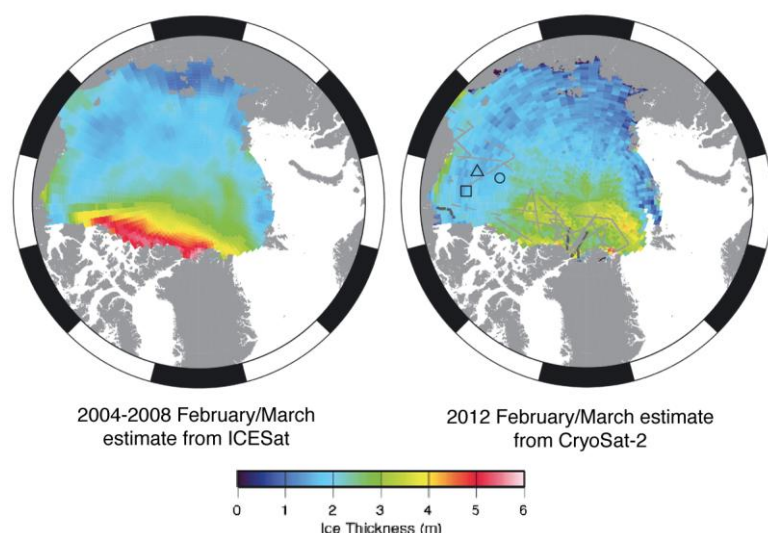 2004-2008 February/March
estimate from ICESat
2012 February/March estimate
from CryoSat-2
0 1 2 3 4 5 6
Ice Thickness (m)